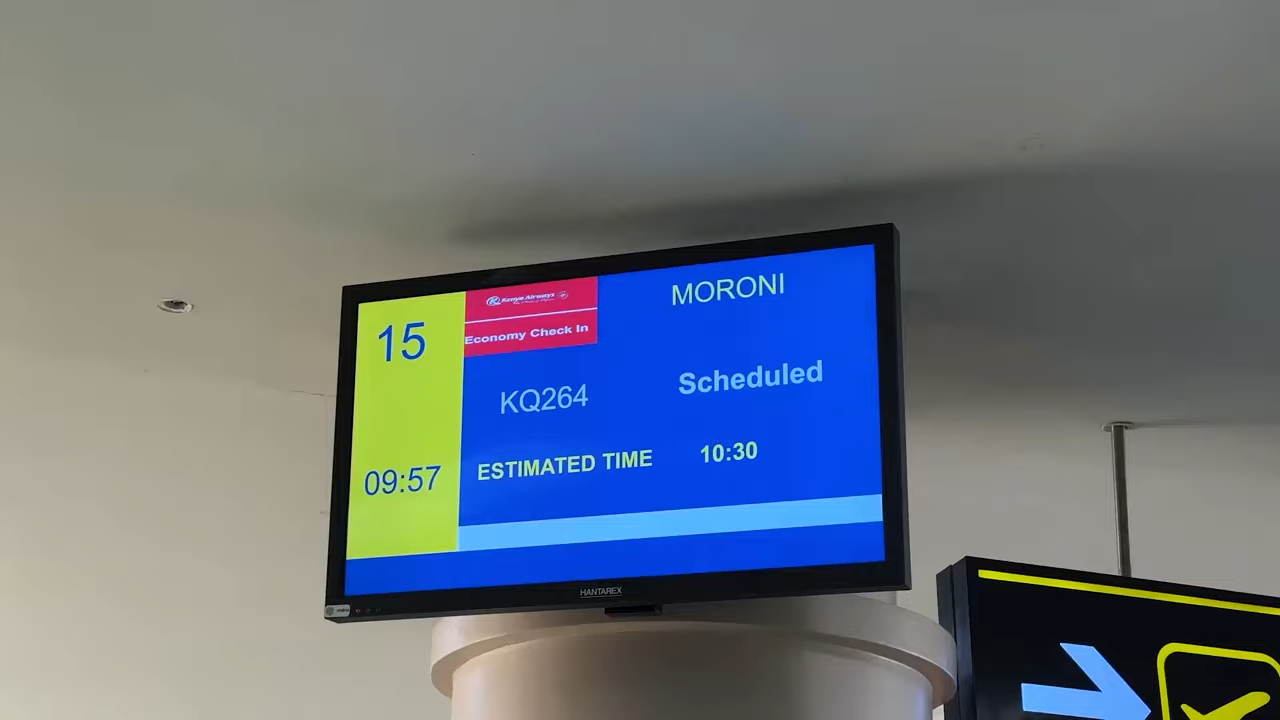 15
Kenya Airways
Economy Check In
MORONI
KQ264
Scheduled
09:57
ESTIMATED TIME 10:30
HANTAREX